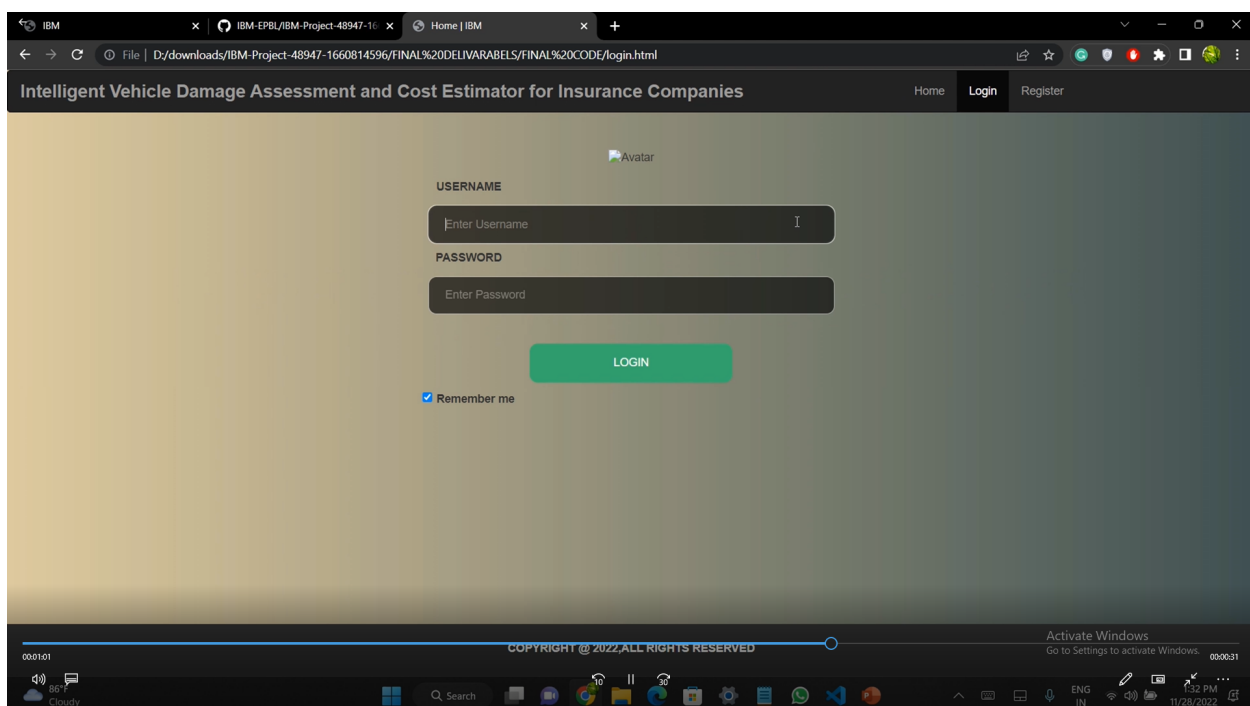 IBM
IBM-EPBL/IBM-Project-48947-16
Home | IBM
File | D:/downloads/IBM-Project-48947-1660814596/FINAL%20DELIVARABELS/FINAL%20CODE/login.html
Intelligent Vehicle Damage Assessment and Cost Estimator for Insurance Companies
Home
Login
Register
Avatar
USERNAME
Enter Username
PASSWORD
Enter Password
LOGIN
Remember me
Activate Windows
COPYRIGHT @ 2022,ALL RIGHTS RESERVED
Go to Settings to activate Windows.
00:01:01
00:00:31
10
30
86°F
Cloudy
Search
ENG
IN
1:32 PM
11/28/2022